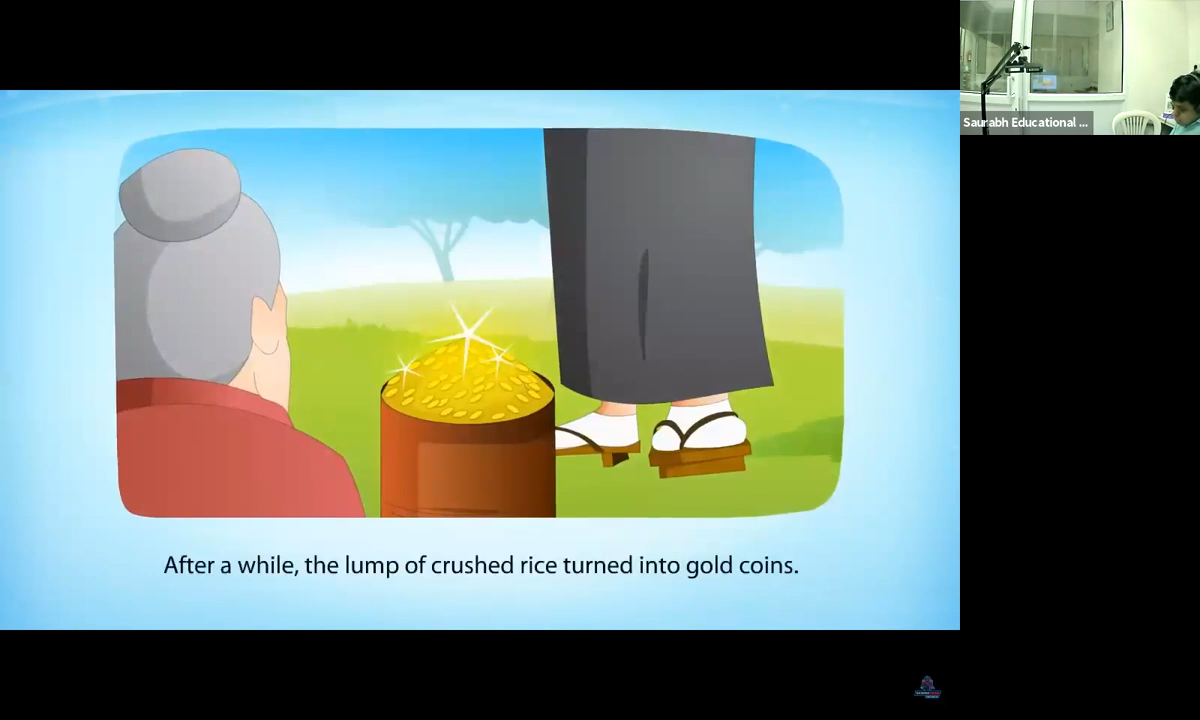 Saurabh Educational ...
After a while, the lump of crushed rice turned into gold coins.